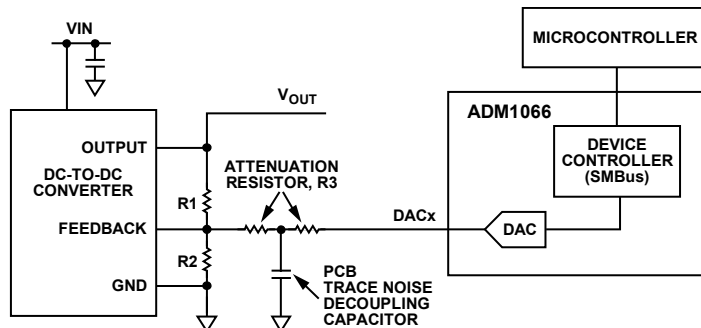 VIN
MICROCONTROLLER
VOUT
ADM1066
OUTPUT
DC-TO-DC
CONVERTER
ATTENUATION
RESISTOR, R3
DEVICE
CONTROLLER
(SMBus)
R1
DACx
FEEDBACK
DAC
R2
PCB
TRACE NOISE
DECOUPLING
CAPACITOR
GND